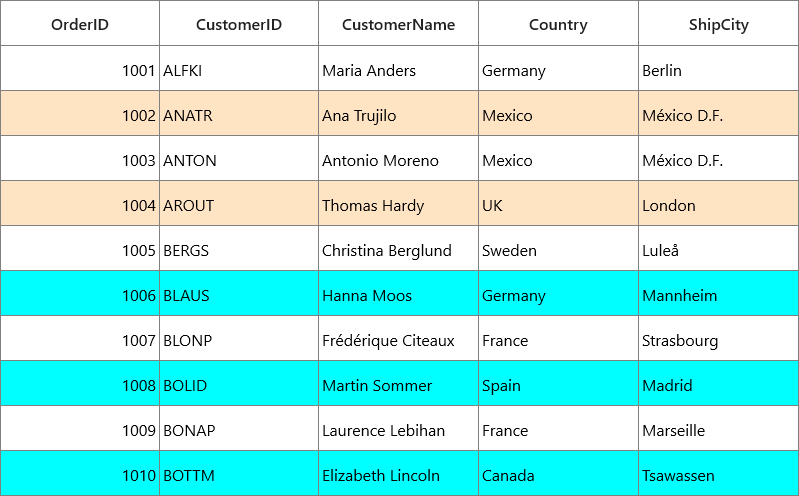 OrderID CustomerID CustomerName Country ShipCity
1001 ALFKI Maria Anders Germany Berlin
1002 ANATR Ana Trujilo Mexico México D.F.
1003 ANTON Antonio Moreno Mexico México D.F.
1004 AROUT Thomas Hardy UK London
1005 BERGS Christina Berglund Sweden Luleå
1006 BLAUS Hanna Moos Germany Mannheim
1007 BLONP Frédérique Citeaux France Strasbourg
1008 BOLID Martin Sommer Spain Madrid
1009 BONAP Laurence Lebihan France Marseille
1010 BOTTM Elizabeth Lincoln Canada Tsawassen